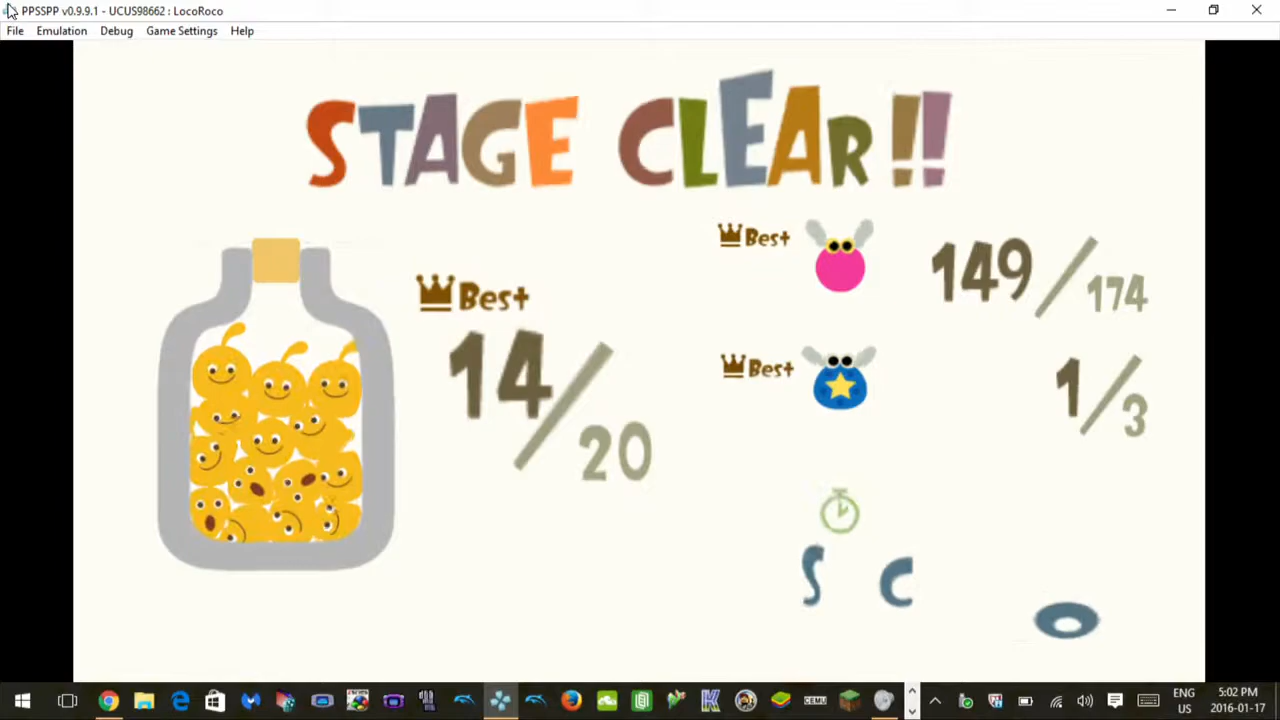 PPSSPP v0.9.9.1 - UCUS98662 : LocoRoco
File Emulation Debug Game Settings Help
STAGE CLEAR!!
Best 149/174
Best 14/20
Best 1/3
S C O
CEMU
ENG
US
5:02 PM
2016-01-17